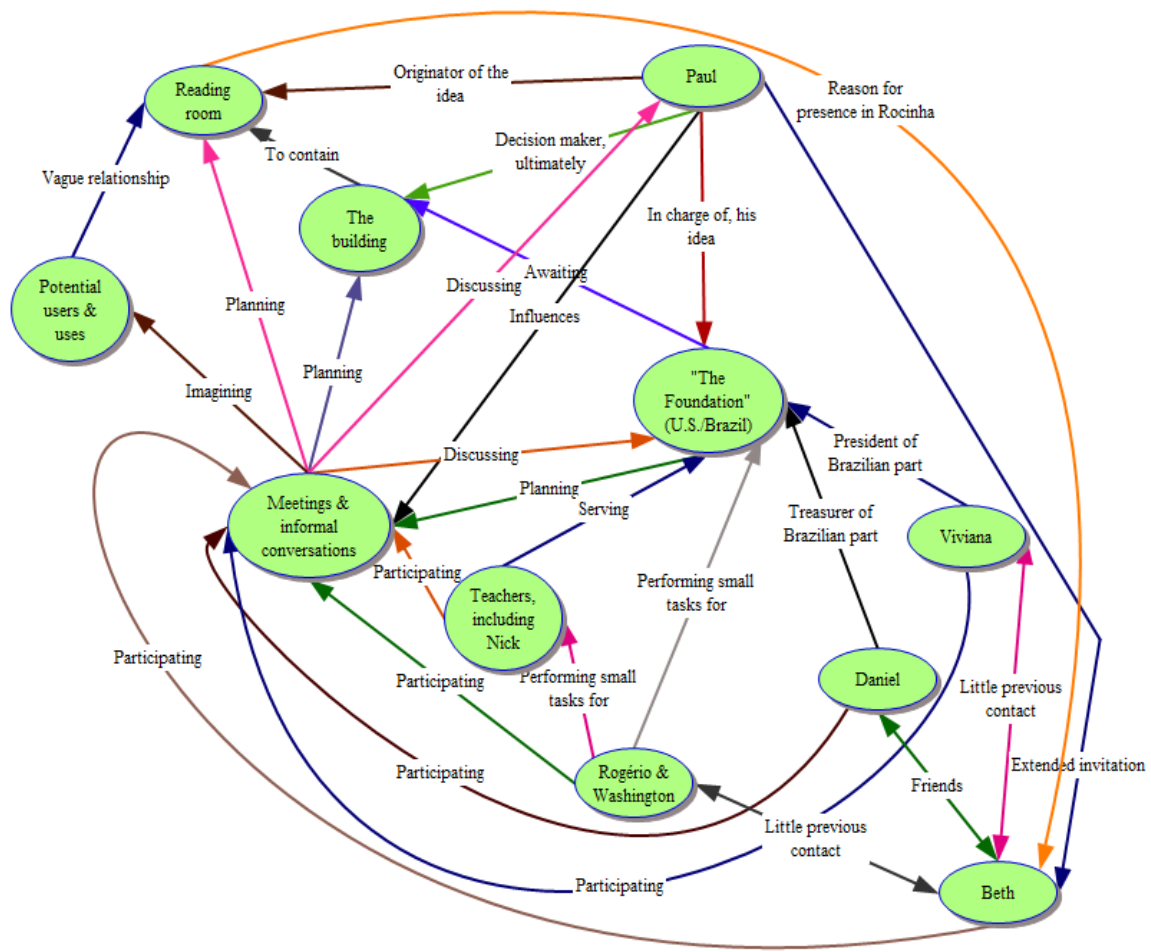 Reading
room
Originator of the
idea
Paul
Reason for
presence in Rocinha
Decision maker,
ultimately
To contain
Vague relationship
The
building
In charge of, his
idea
Potential
users &
uses
Awaiting
Discussing
Planning
Influences
Planning
Imagining
"The
Foundation"
(U.S./Brazil)
President of
Brazilian part
Discussing
Planning
Serving
Meetings &
informal
conversations
Treasurer of
Brazilian part
Viviana
Participating
Teachers,
including
Nick
Performing small
tasks for
Participating
Participating
Performing small
tasks for
Daniel
Little previous
contact
Participating
Rogério &
Washington
Extended invitation
Friends
Little previous
contact
Participating
Beth